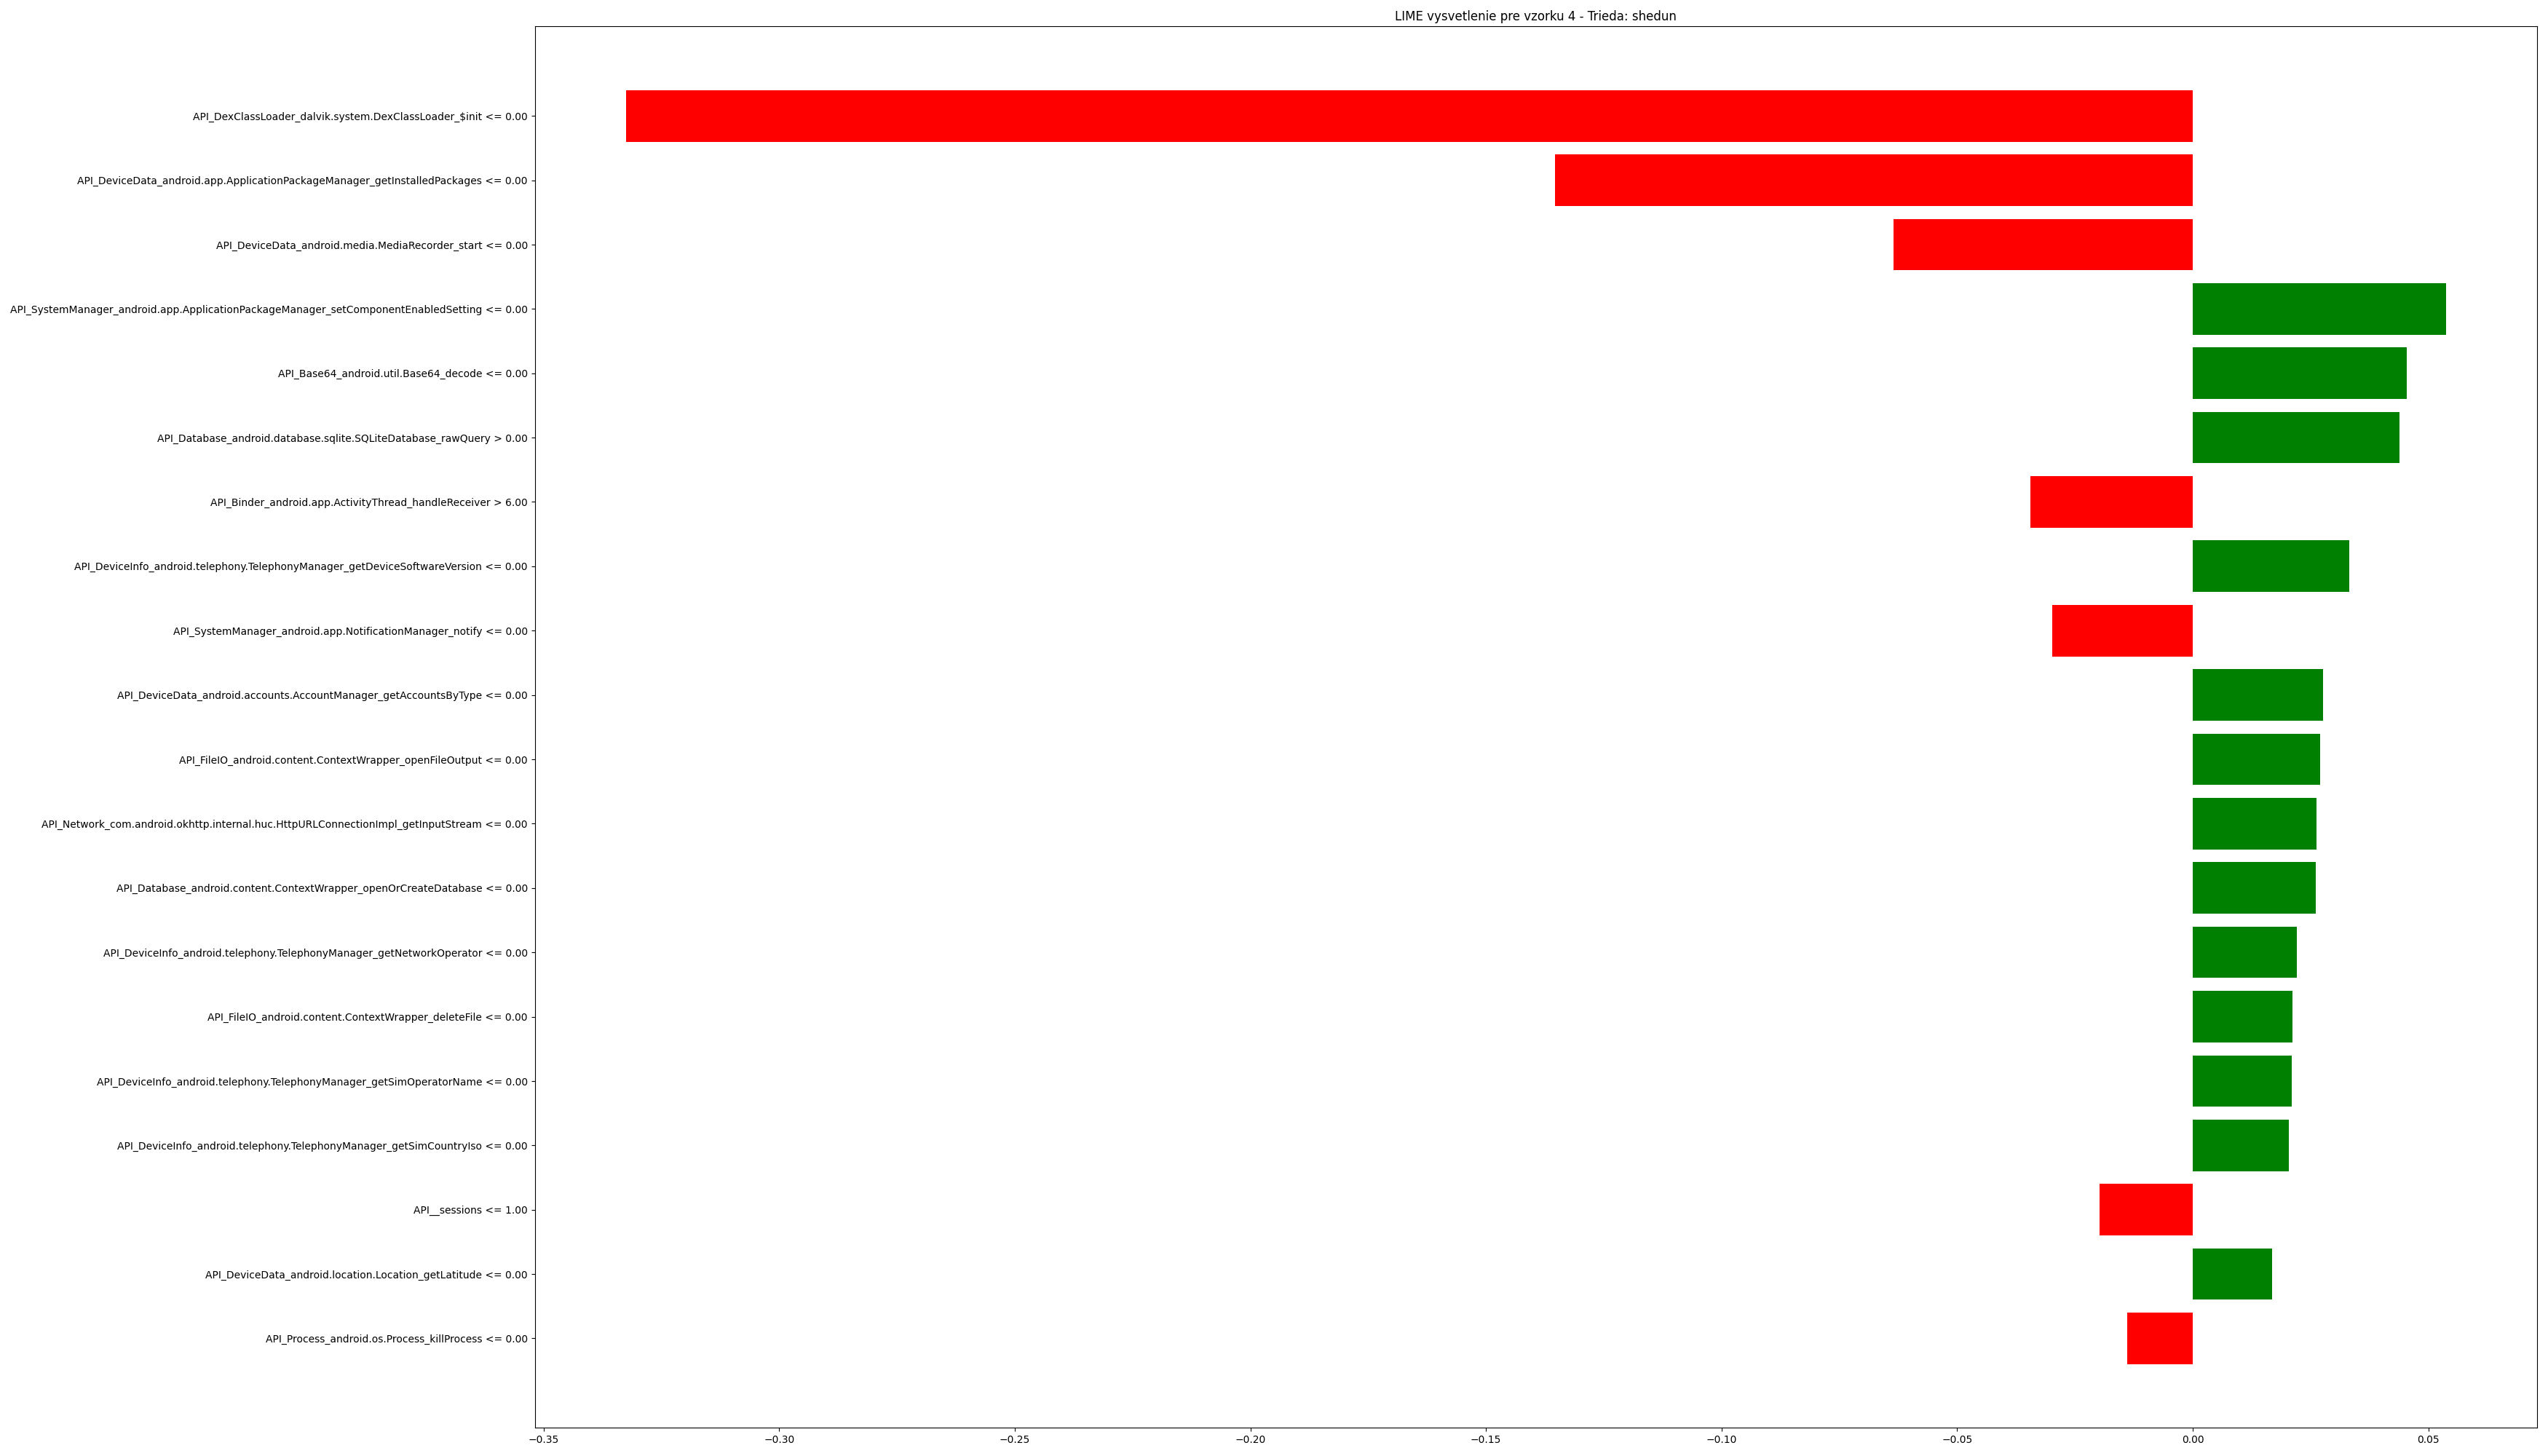 LIME vysvetlenie pre vzorku 4 - Trieda: shedun
API_DexClassLoader_dalvik.system.DexClassLoader_$init <= 0.00
API_DeviceData_android.app.ApplicationPackageManager_getInstalledPackages <= 0.00
API_DeviceData_android.media.MediaRecorder_start <= 0.00
API_SystemManager_android.app.ApplicationPackageManager_setComponentEnabledSetting <= 0.00
API_Base64_android.util.Base64_decode <= 0.00
API_Database_android.database.sqlite.SQLiteDatabase_rawQuery > 0.00
API_Binder_android.app.ActivityThread_handleReceiver > 6.00
API_DeviceInfo_android.telephony.TelephonyManager_getDeviceSoftwareVersion <= 0.00
API_SystemManager_android.app.NotificationManager_notify <= 0.00
API_DeviceData_android.accounts.AccountManager_getAccountsByType <= 0.00
API_FileIO_android.content.ContextWrapper_openFileOutput <= 0.00
API_Network_com.android.okhttp.internal.huc.HttpURLConnectionImpl_getInputStream <= 0.00
API_Database_android.content.ContextWrapper_openOrCreateDatabase <= 0.00
API_DeviceInfo_android.telephony.TelephonyManager_getNetworkOperator <= 0.00
API_FileIO_android.content.ContextWrapper_deleteFile <= 0.00
API_DeviceInfo_android.telephony.TelephonyManager_getSimOperatorName <= 0.00
API_DeviceInfo_android.telephony.TelephonyManager_getSimCountryIso <= 0.00
API__sessions <= 1.00
API_DeviceData_android.location.Location_getLatitude <= 0.00
API_Process_android.os.Process_killProcess <= 0.00
−0.35 −0.30 −0.25 −0.20 −0.15 −0.10 −0.05 0.00 0.05